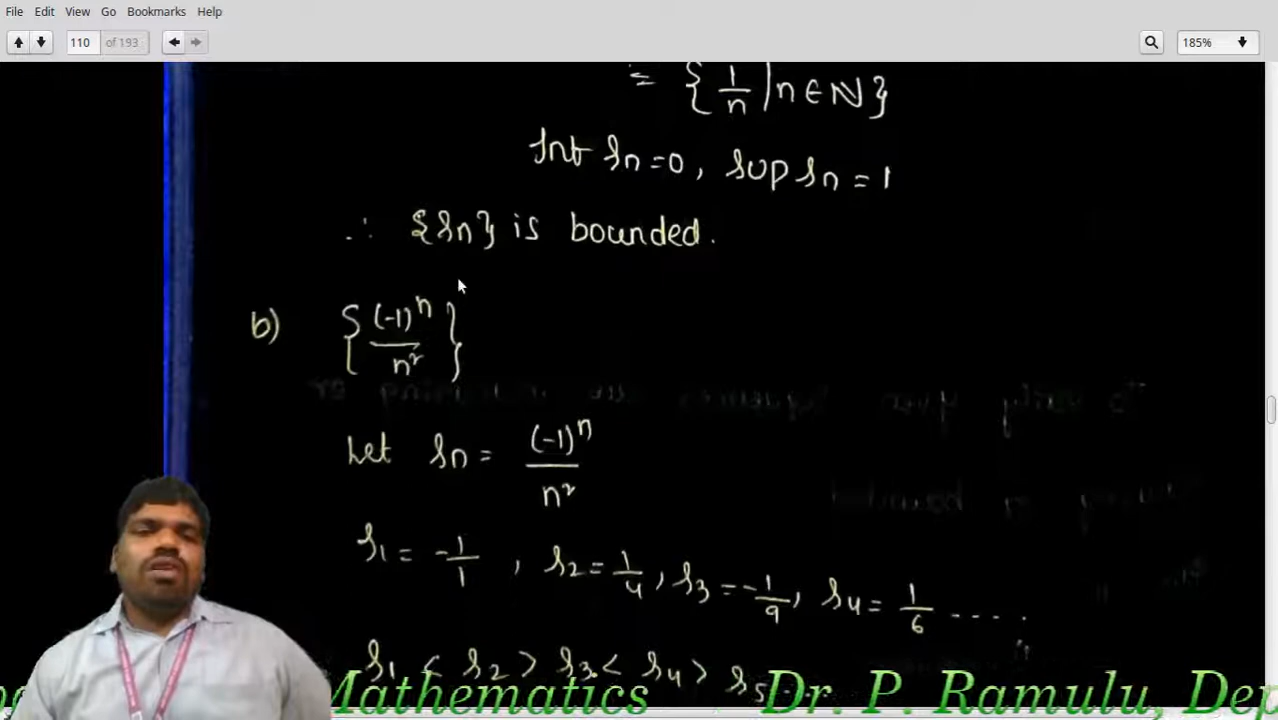 File Edit View Go Bookmarks Help
110 of 193 185%
= { 1/n | n ∈ N }
Inf Sn = 0, Sup Sn = 1
∴ {Sn} is bounded.
b) { (-1)^n / n² }
Let Sn = (-1)^n / n²
S1 = -1/1, S2 = 1/4, S3 = -1/9, S4 = 1/6 ....
S1 < S2 > S3 < S4 > S5
Mathematics Dr. P. Ramulu, Dep